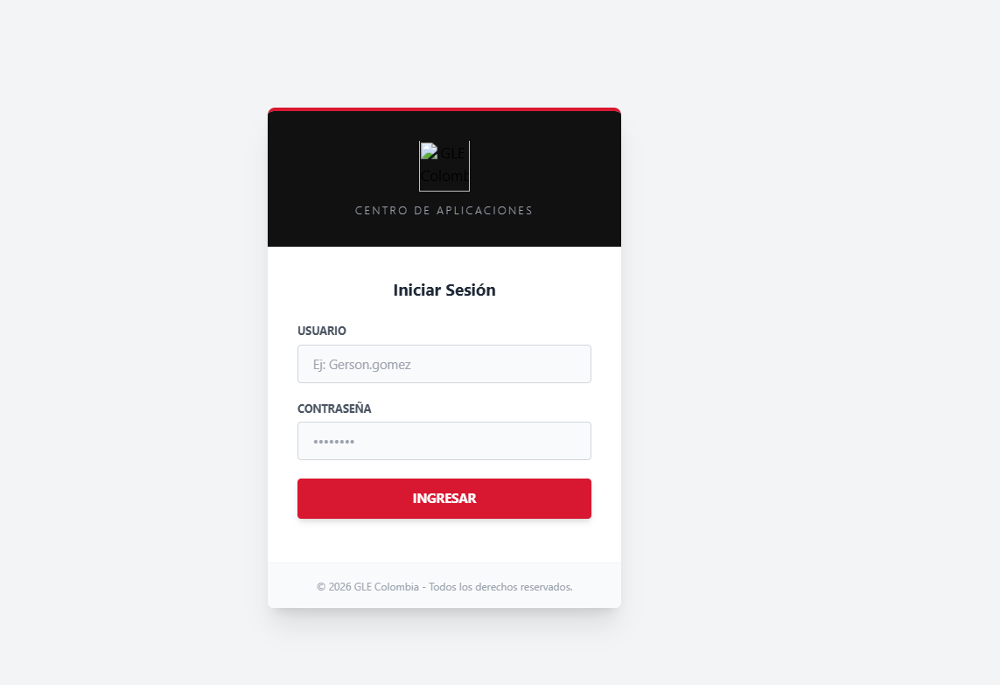 GLE
Colomb
CENTRO DE APLICACIONES
Iniciar Sesión
USUARIO
Ej: Gerson.gomez
CONTRASEÑA
••••••••
INGRESAR
© 2026 GLE Colombia - Todos los derechos reservados.